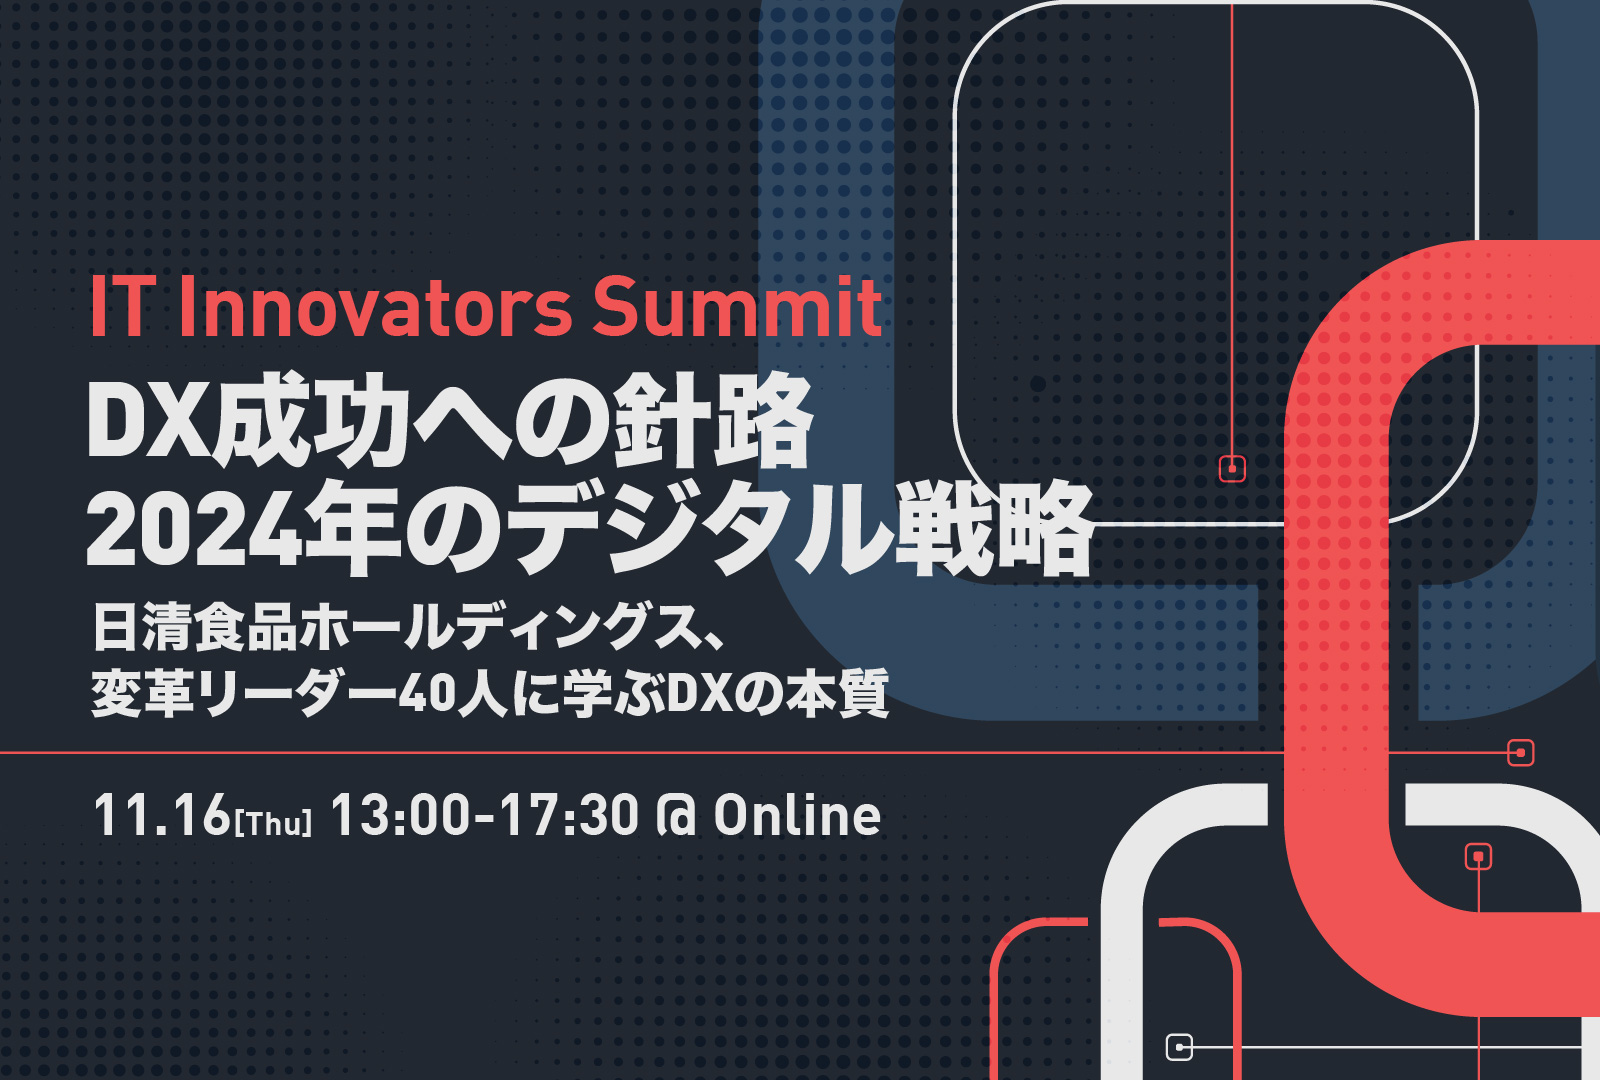 IT Innovators Summit
DX成功への針路
2024年のデジタル戦略
日清食品ホールディングス、
変革リーダー40人に学ぶDXの本質
11.16[Thu] 13:00-17:30 @ Online